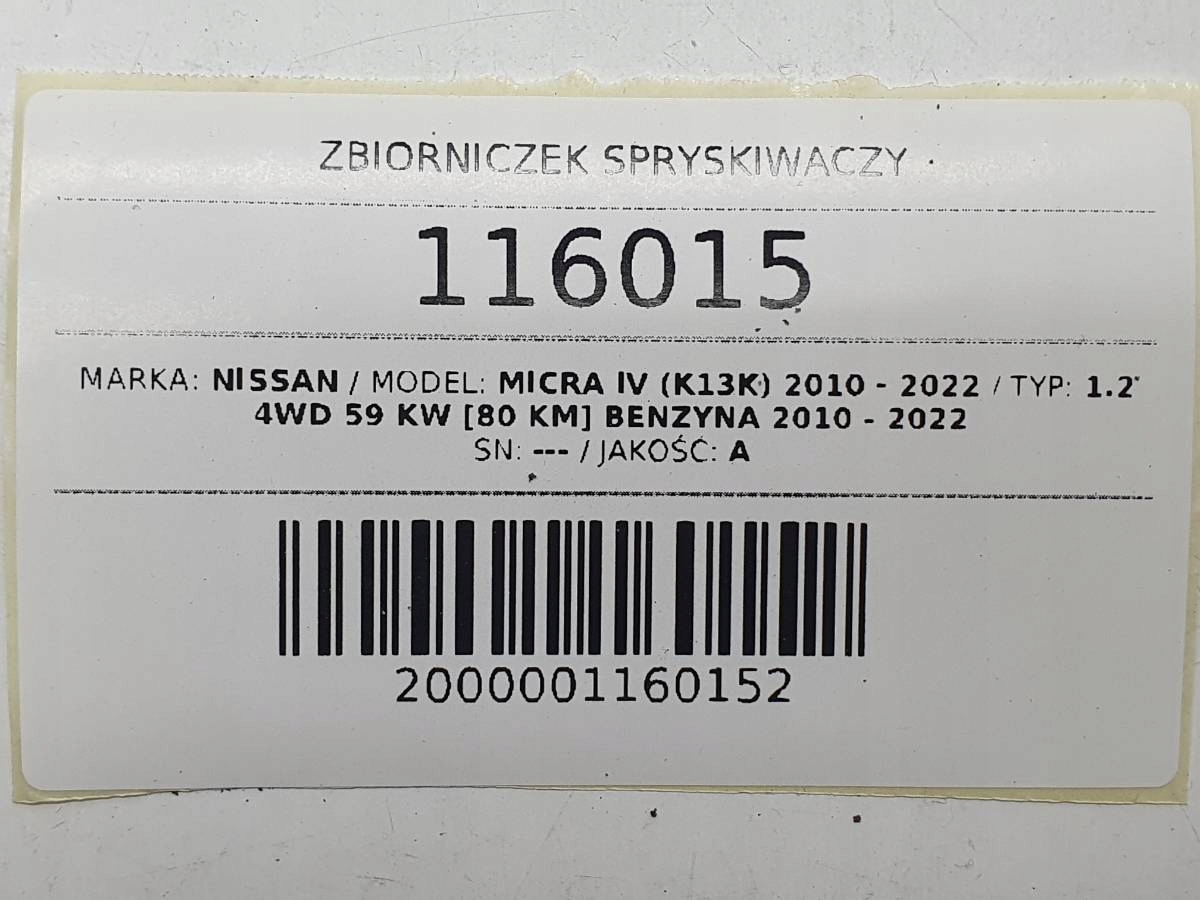 ZBIORNICZEK SPRYSKIWACZY
116015
MARKA: NISSAN / MODEL: MICRA IV (K13K) 2010 - 2022 / TYP: 1.2
4WD 59 KW [80 KM] BENZYNA 2010 - 2022
SN: --- / JAKOŚĆ: A
2000001160152